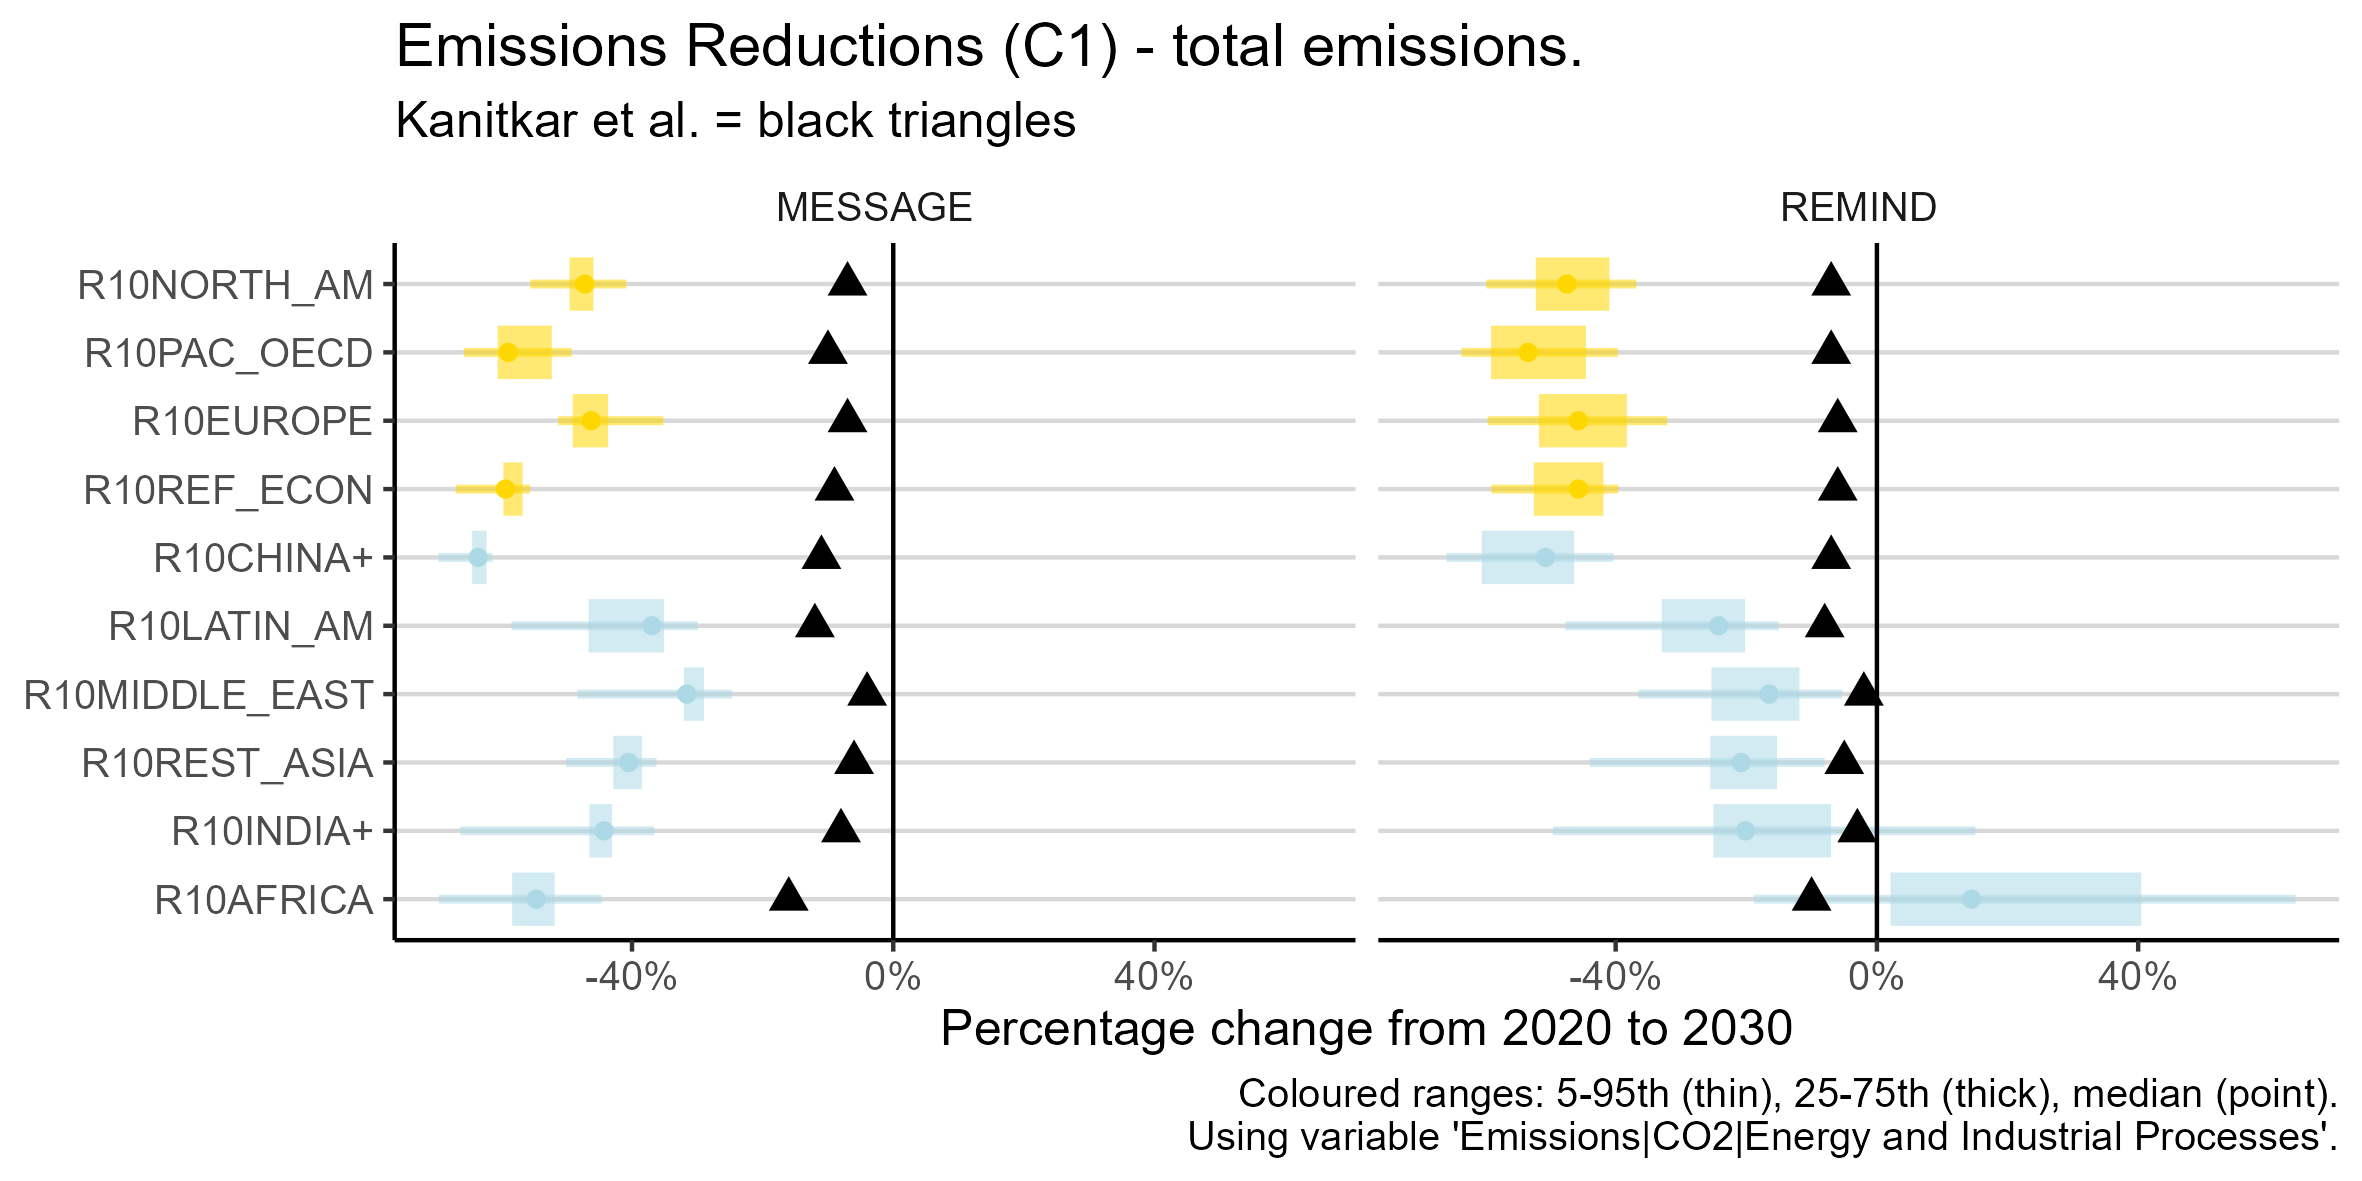 Emissions Reductions (C1) - total emissions.
Kanitkar et al. = black triangles
MESSAGE
REMIND
R10NORTH_AM
R10PAC_OECD
R10EUROPE
R10REF_ECON
R10CHINA+
R10LATIN_AM
R10MIDDLE_EAST
R10REST_ASIA
R10INDIA+
R10AFRICA
-40% 0% 40%
-40% 0% 40%
Percentage change from 2020 to 2030
Coloured ranges: 5-95th (thin), 25-75th (thick), median (point).
Using variable 'Emissions|CO2|Energy and Industrial Processes'.